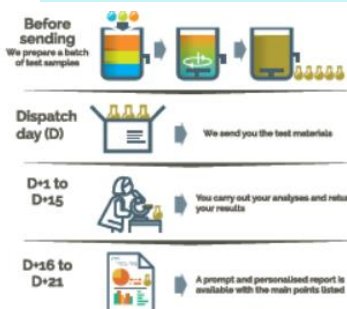 Before
sending
We prepare a batch
of test samples
Dispatch
day (D)
We send you the test materials
D+1 to
D+15
You carry out your analyses and retu
your results
D+16 to
D+21
A prompt and personalised report is
available with the main points listed